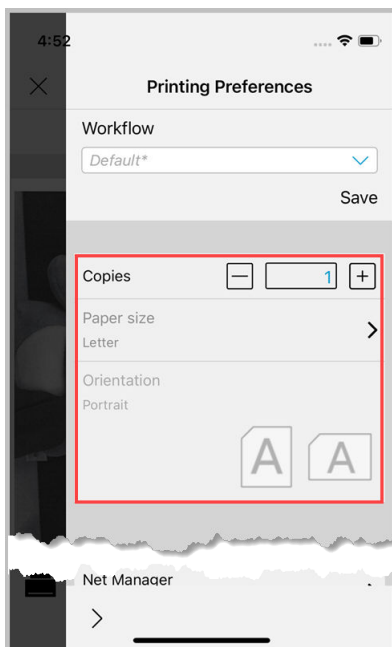 4:52
Printing Preferences
Workflow
Default*
Save
Copies
1
Paper size
Letter
Orientation
Portrait
A A
Net Manager